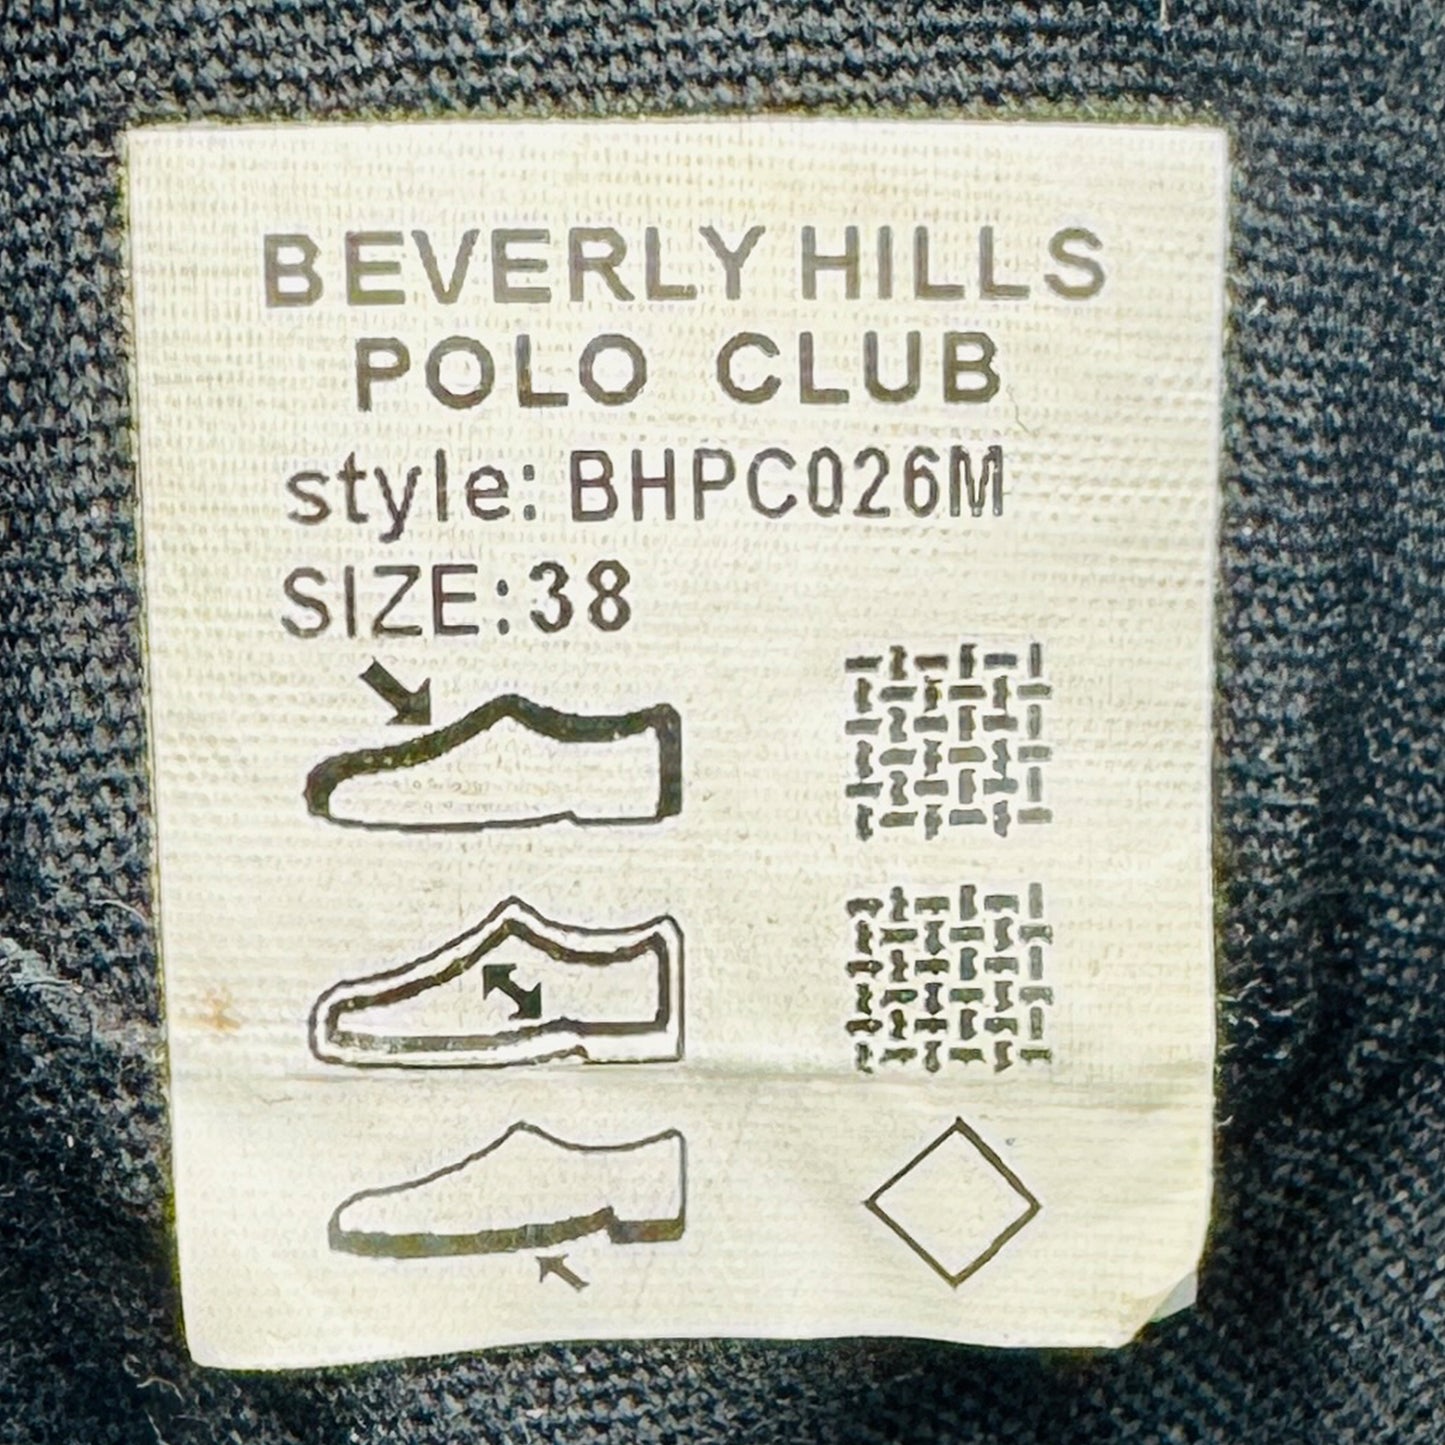 BEVERLY HILLS
POLO CLUB
style: BHPC026M
SIZE:38